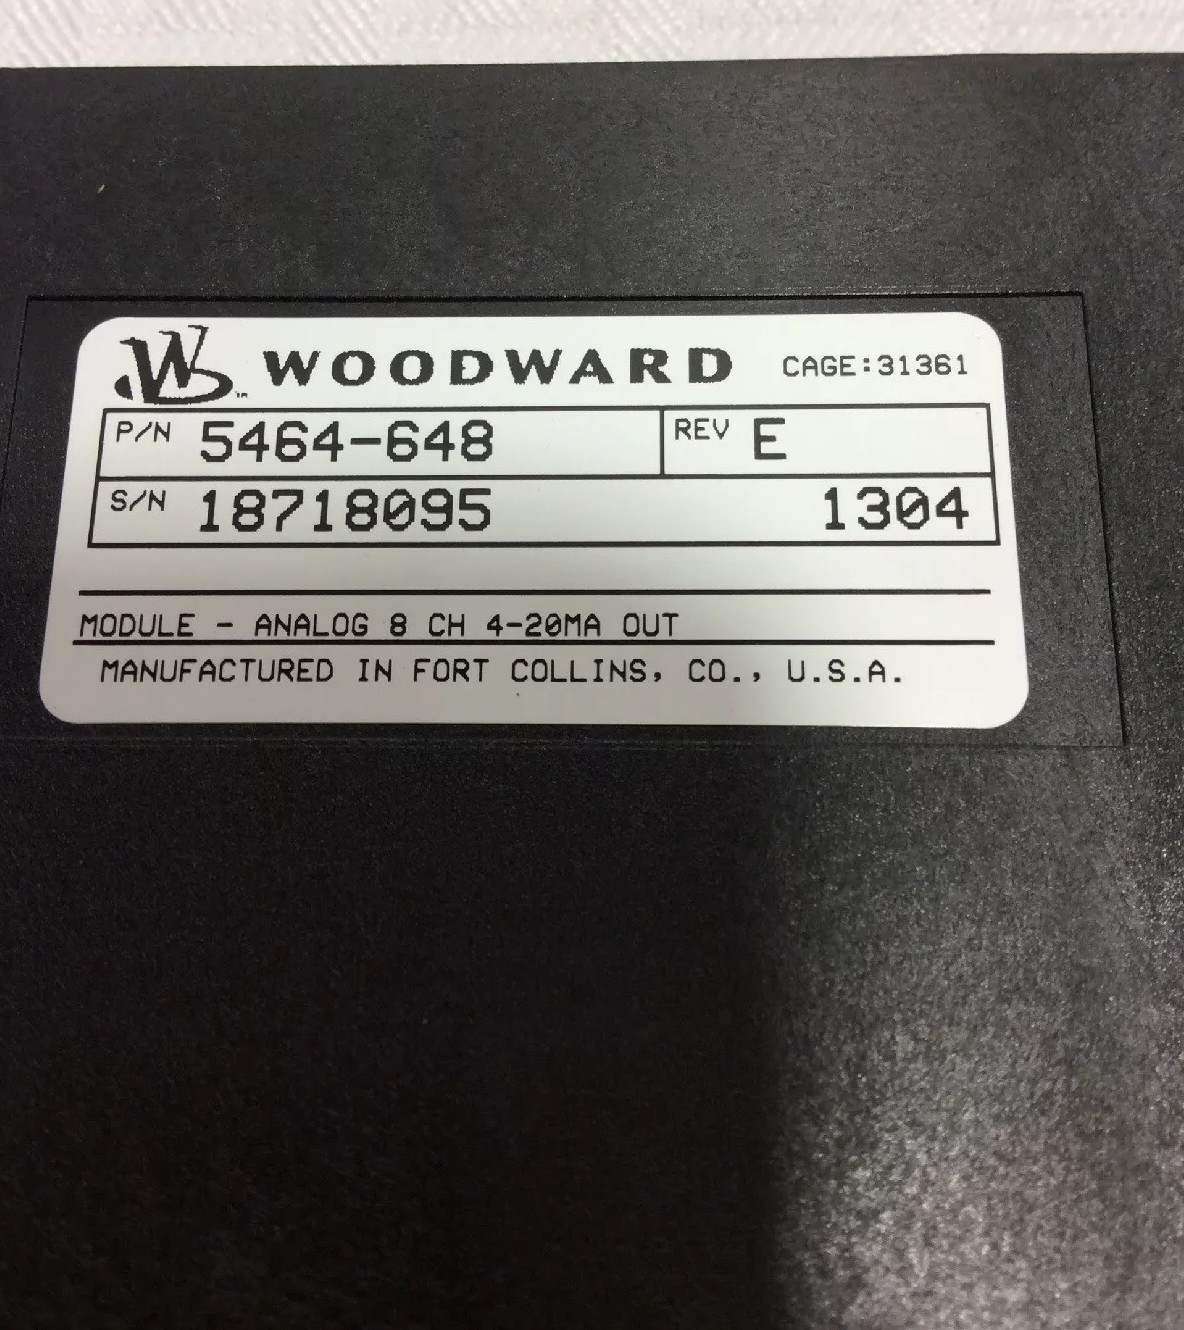 WOODWARD CAGE:31361
P/N 5464-648 REV E
S/N 18718095 1304
MODULE - ANALOG 8 CH 4-20MA OUT
MANUFACTURED IN FORT COLLINS, CO., U.S.A.